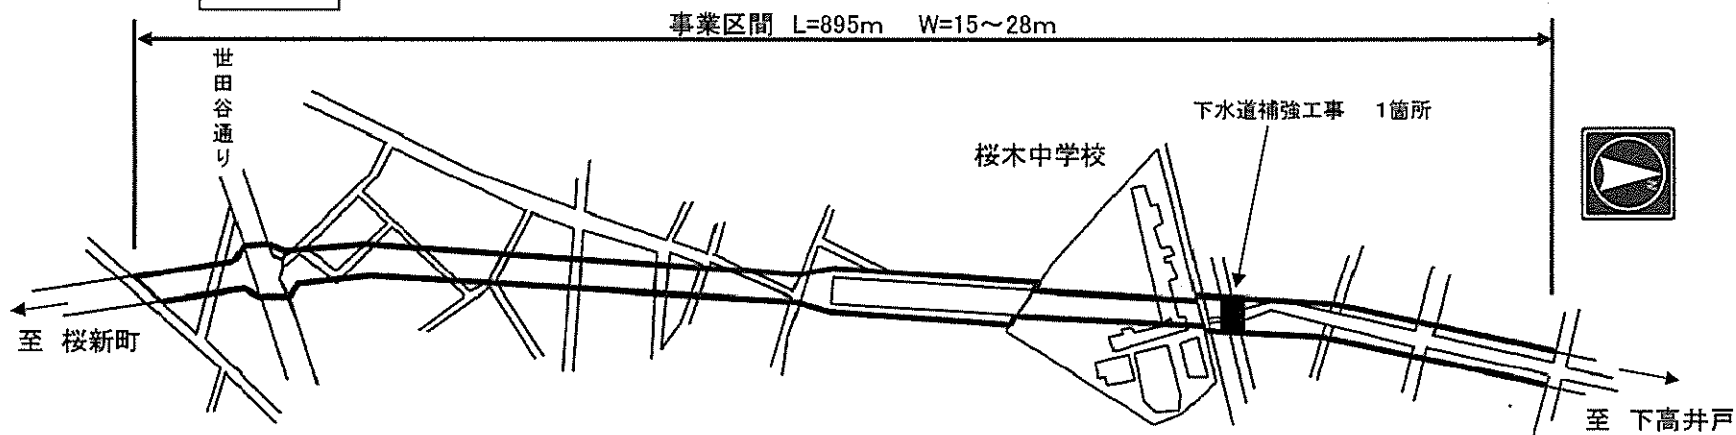 事業区間 L=895m W=15～28m
世田谷通り
下水道補強工事 1箇所
桜木中学校
至 桜新町
至 下高井戸